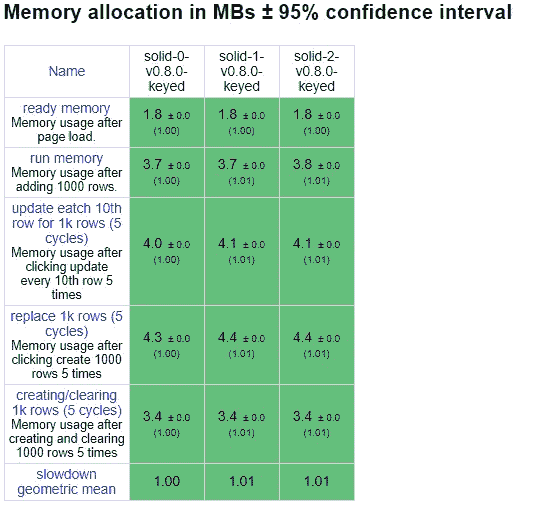 Memory allocation in MBs ± 95% confidence interval
Name
solid-0-
v0.8.0-
keyed
solid-1-
v0.8.0-
keyed
solid-2-
v0.8.0-
keyed
ready memory
Memory usage after
page load.
1.8 ± 0.0
(1.00)
1.8 ± 0.0
(1.00)
1.8 ± 0.0
(1.00)
run memory
Memory usage after
adding 1000 rows.
3.7 ± 0.0
(1.00)
3.7 ± 0.0
(1.01)
3.8 ± 0.0
(1.01)
update eatch 10th
row for 1k rows (5
cycles)
Memory usage after
clicking update
every 10th row 5
times
4.0 ± 0.0
(1.00)
4.1 ± 0.0
(1.01)
4.1 ± 0.0
(1.01)
replace 1k rows (5
cycles)
Memory usage after
clicking create 1000
rows 5 times
4.3 ± 0.0
(1.00)
4.4 ± 0.0
(1.01)
4.4 ± 0.0
(1.01)
creating/clearing
1k rows (5 cycles)
Memory usage after
creating and clearing
1000 rows 5 times
3.4 ± 0.0
(1.00)
3.4 ± 0.0
(1.01)
3.4 ± 0.0
(1.01)
slowdown
geometric mean
1.00
1.01
1.01